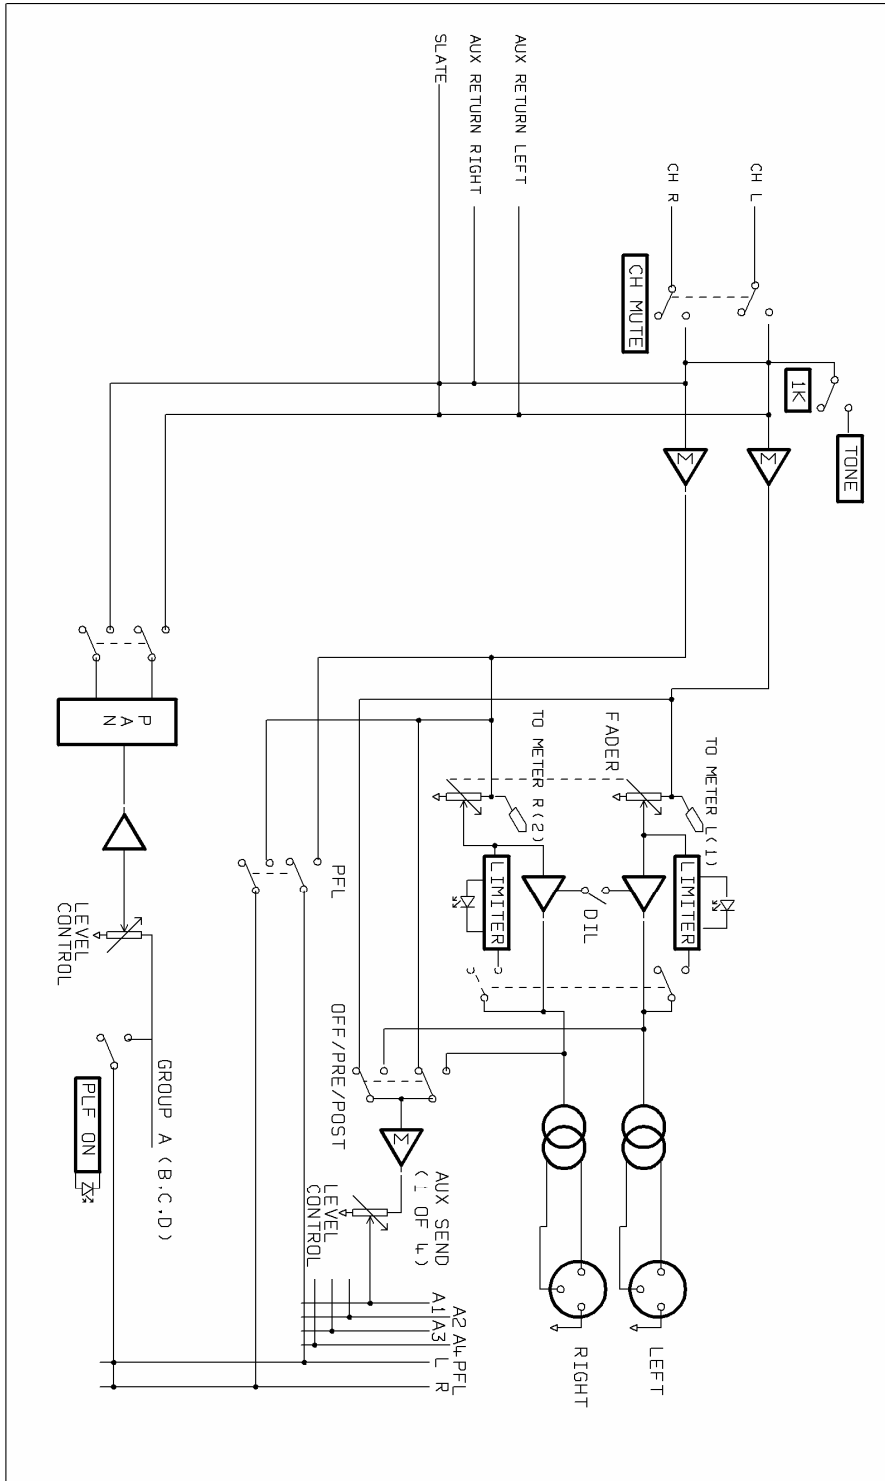 TONE
1K
CH L
CH R
CH MUTE
AUX RETURN LEFT
AUX RETURN RIGHT
SLATE
M
M
TO METER L(1)
FADER
TO METER R(2)
LIMITER
LIMITER
DIL
LEFT
RIGHT
PFL
OFF/PRE/POST
M
AUX SEND
(1 OF 4)
LEVEL
CONTROL
A2 A4 PFL
A1 A3 L R
PAN
LEVEL
CONTROL
GROUP A (B,C,D)
PLF ON